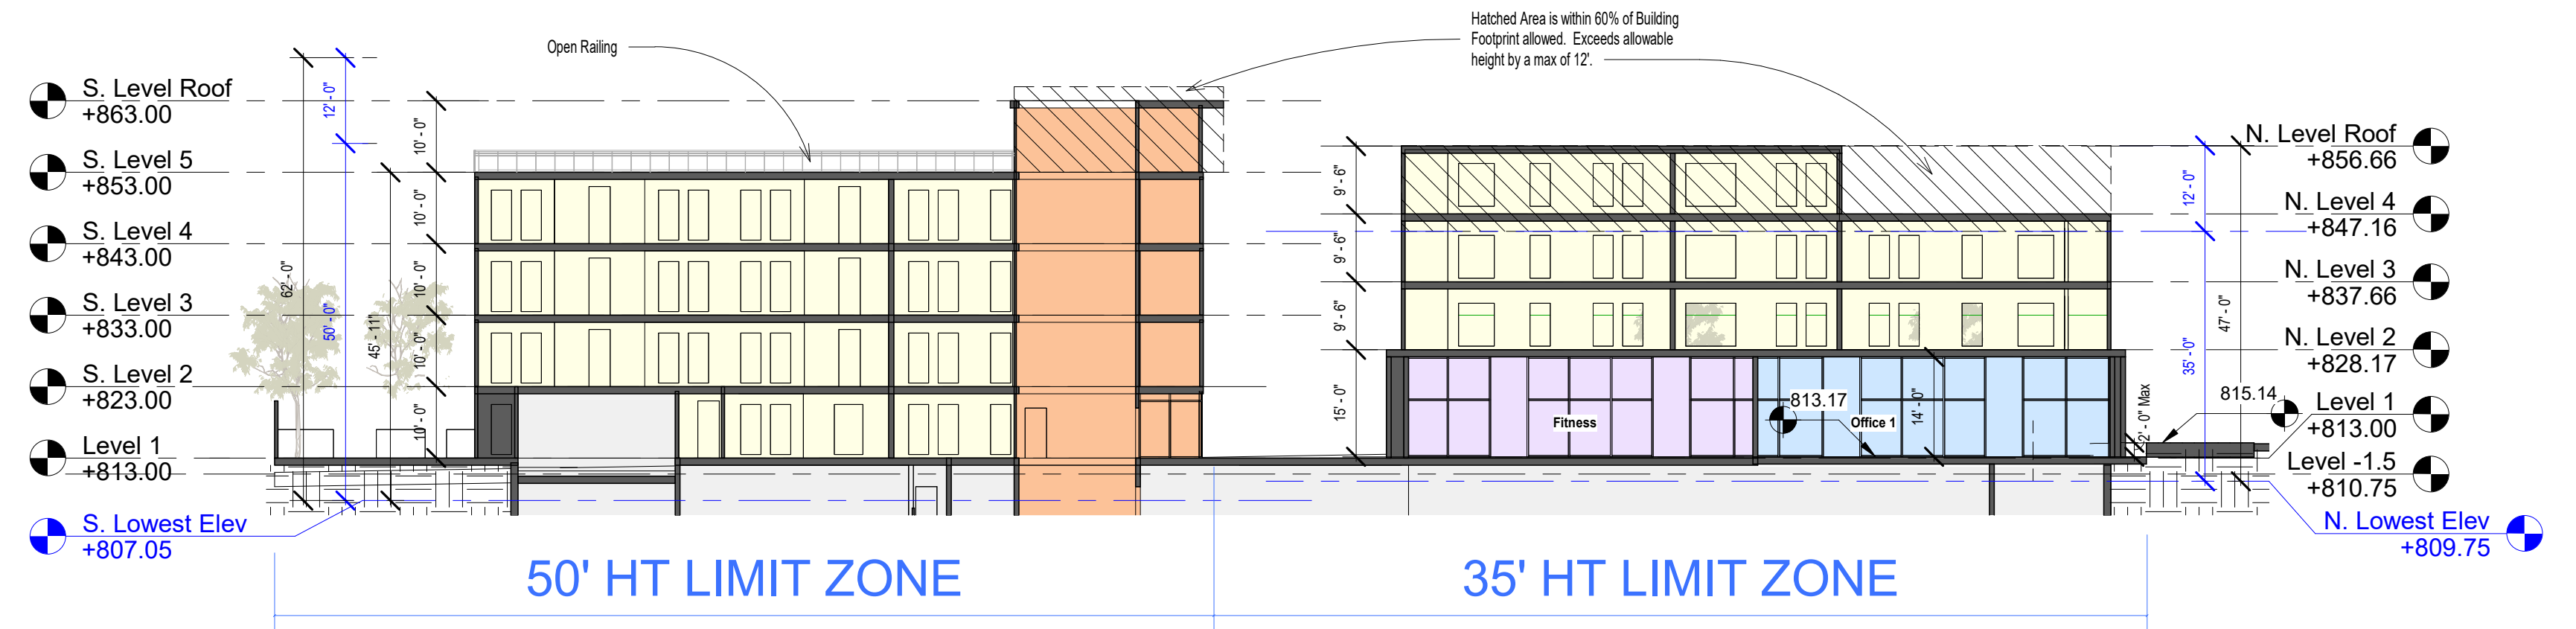 Hatched Area is within 60% of Building
Footprint allowed. Exceeds allowable
height by a max of 12'.
Open Railing
S. Level Roof
+863.00
S. Level 5
+853.00
S. Level 4
+843.00
S. Level 3
+833.00
S. Level 2
+823.00
Level 1
+813.00
S. Lowest Elev
+807.05
62' - 0"
12' - 0"
50' - 0"
45' - 11"
10' - 0"
10' - 0"
10' - 0"
10' - 0"
10' - 0"
9' - 6"
9' - 6"
9' - 6"
15' - 0"
Fitness
813.17
Office 1
14' - 0"
2' - 0" Max
815.14
12' - 0"
35' - 0"
47' - 0"
N. Level Roof
+856.66
N. Level 4
+847.16
N. Level 3
+837.66
N. Level 2
+828.17
Level 1
+813.00
Level -1.5
+810.75
N. Lowest Elev
+809.75
50' HT LIMIT ZONE
35' HT LIMIT ZONE